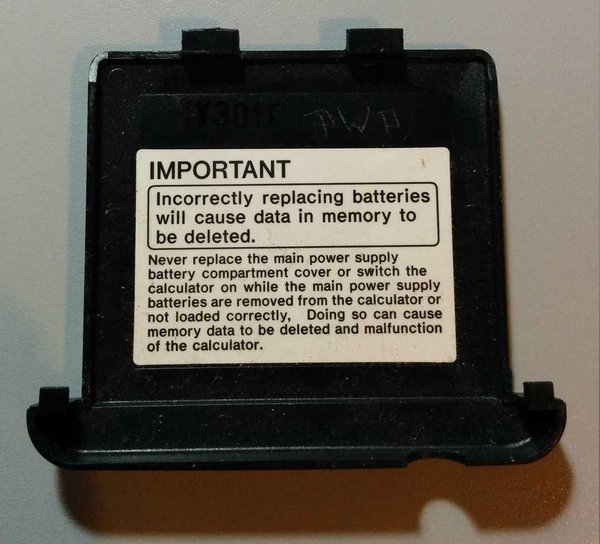 IMPORTANT
Incorrectly replacing batteries
will cause data in memory to
be deleted.
Never replace the main power supply
battery compartment cover or switch the
calculator on while the main power supply
batteries are removed from the calculator or
not loaded correctly, Doing so can cause
memory data to be deleted and malfunction
of the calculator.